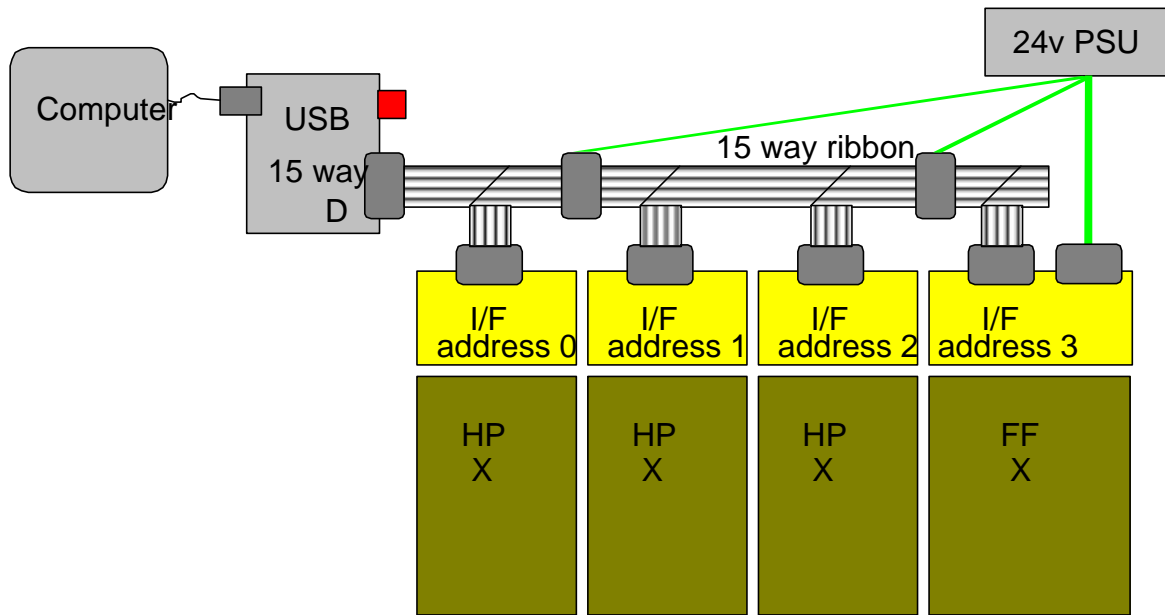 24v PSU
Computer
USB
15 way
D
15 way ribbon
I/F
address 0
I/F
address 1
I/F
address 2
I/F
address 3
HP
X
HP
X
HP
X
FF
X